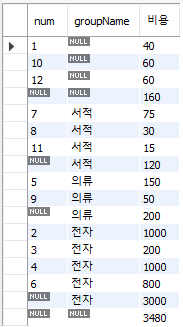 num groupName 비용
1 NULL 40
10 NULL 60
12 NULL 60
NULL NULL 160
7 서적 75
8 서적 30
11 서적 15
NULL 서적 120
5 의류 150
9 의류 50
NULL 의류 200
2 전자 1000
3 전자 200
4 전자 1000
6 전자 800
NULL 전자 3000
NULL NULL 3480